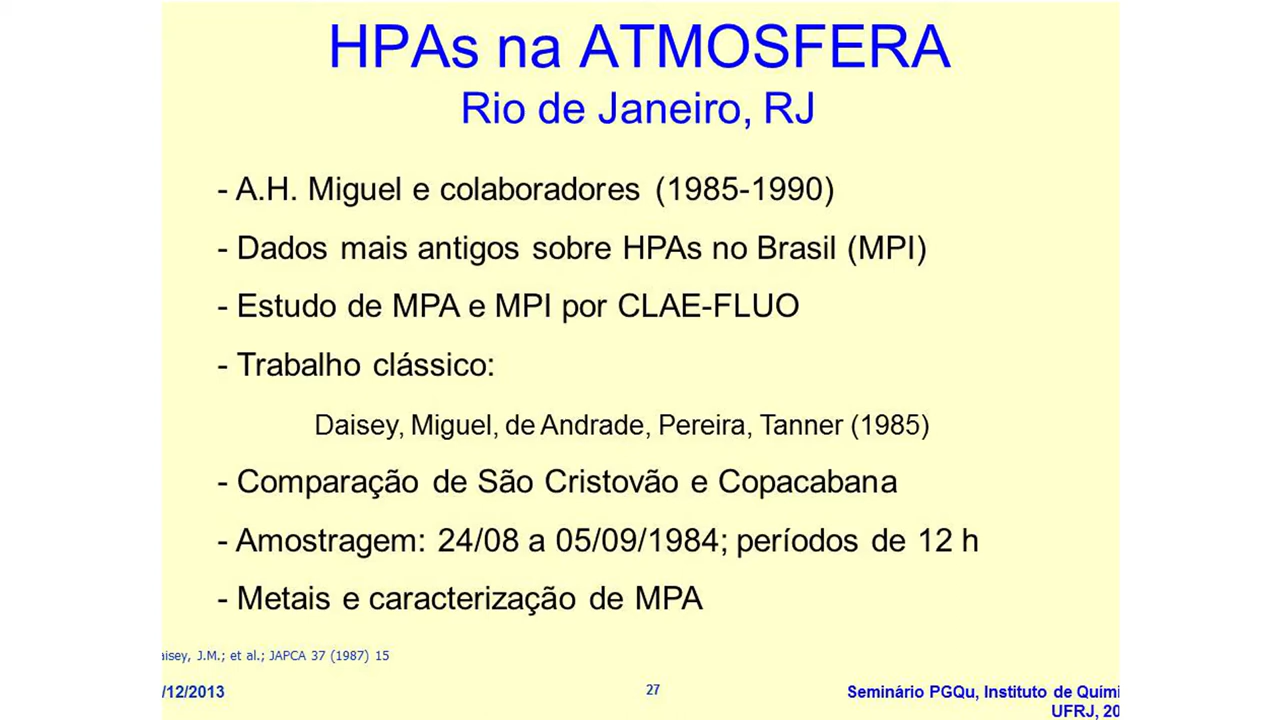 HPAs na ATMOSFERA
Rio de Janeiro, RJ
- A.H. Miguel e colaboradores (1985-1990)
- Dados mais antigos sobre HPAs no Brasil (MPI)
- Estudo de MPA e MPI por CLAE-FLUO
- Trabalho clássico:
Daisey, Miguel, de Andrade, Pereira, Tanner (1985)
- Comparação de São Cristovão e Copacabana
- Amostragem: 24/08 a 05/09/1984; períodos de 12 h
- Metais e caracterização de MPA
aisey, J.M.; et al.; JAPCA 37 (1987) 15
/12/2013
27
Seminário PGQu, Instituto de Quími
UFRJ, 20